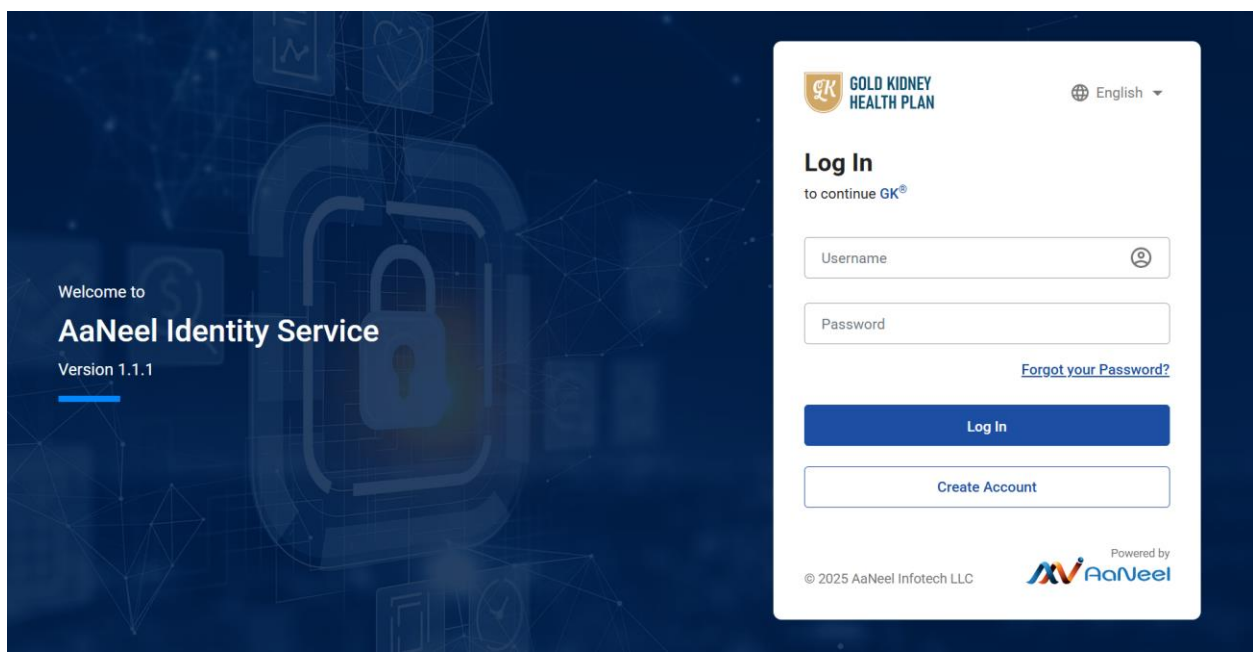 Welcome to
AaNeel Identity Service
Version 1.1.1
GK
GOLD KIDNEY
HEALTH PLAN
English
Log In
to continue GK®
Username
Password
Forgot your Password?
Log In
Create Account
© 2025 AaNeel Infotech LLC
Powered by
AaNeel